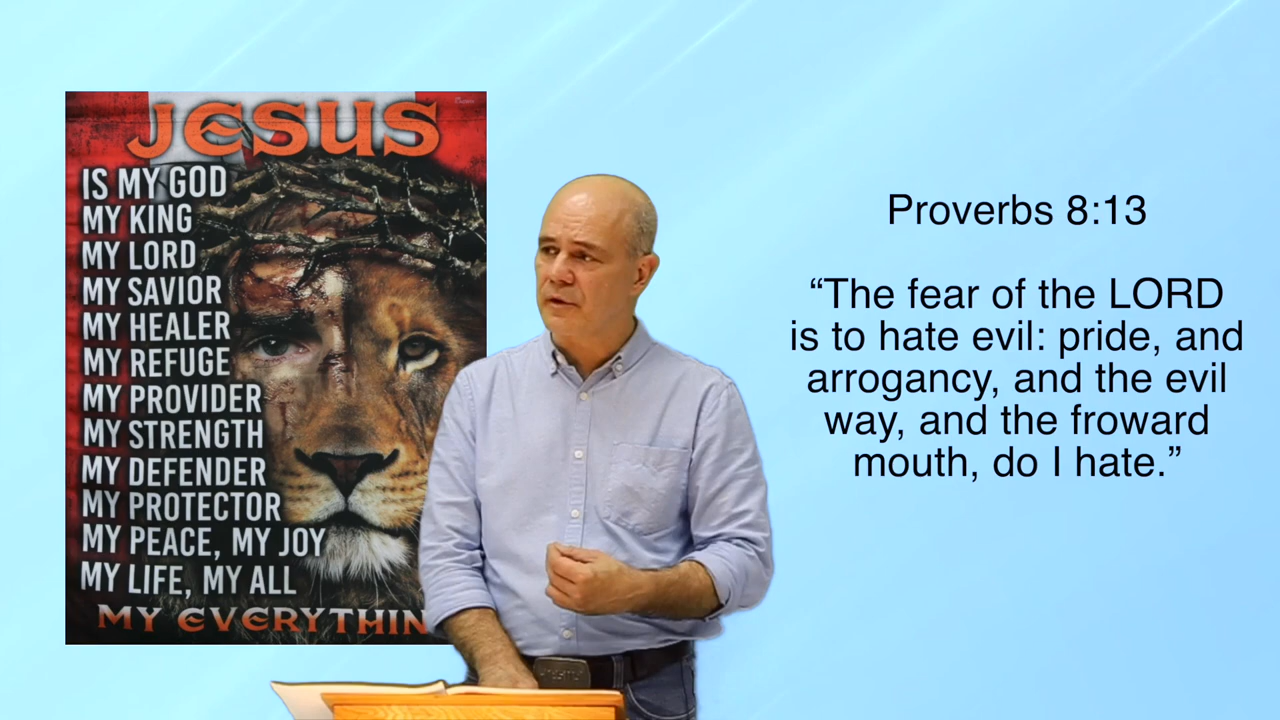 JESUS
IS MY GOD
MY KING
MY LORD
MY SAVIOR
MY HEALER
MY REFUGE
MY PROVIDER
MY STRENGTH
MY DEFENDER
MY PROTECTOR
MY PEACE, MY JOY
MY LIFE, MY ALL
MY EVERYTHIN
Proverbs 8:13
“The fear of the LORD
is to hate evil: pride, and
arrogancy, and the evil
way, and the froward
mouth, do I hate.”